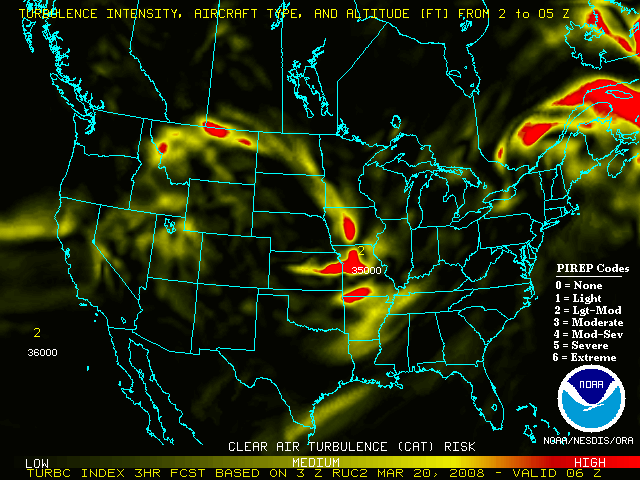 TURBULENCE INTENSITY, AIRCRAFT TYPE, AND ALTITUDE [FT] FROM 2 to 05 Z
2
35000
PIREP Codes
0 = None
1 = Light
2 = Lgt-Mod
3 = Moderate
4 = Mod-Sev
5 = Severe
6 = Extreme
2
36000
NOAA
NOAA/NESDIS/ORA
CLEAR AIR TURBULENCE (CAT) RISK
LOW MEDIUM HIGH
TURBC INDEX 3HR FCST BASED ON 3 Z RUC2 MAR 20, 2008 - VALID 06 Z